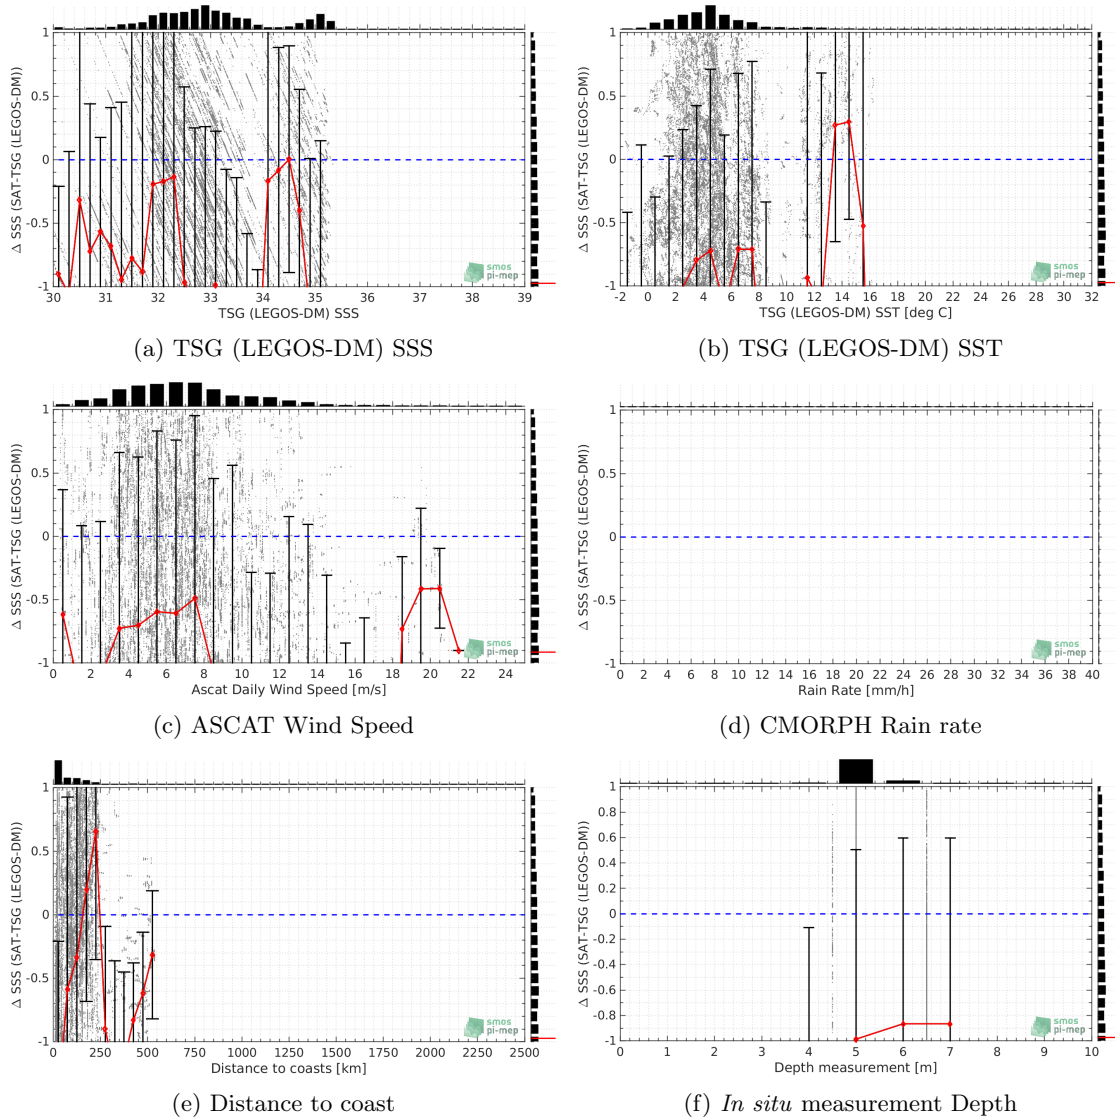 1
0.5
0
-0.5
-1
Δ SSS (SAT-TSG (LEGOS-DM))
30 31 32 33 34 35 36 37 38 39
TSG (LEGOS-DM) SSS
smos
pi-mep
(a) TSG (LEGOS-DM) SSS
1
0.5
0
-0.5
-1
Δ SSS (SAT-TSG (LEGOS-DM))
-2 0 2 4 6 8 10 12 14 16 18 20 22 24 26 28 30 32
TSG (LEGOS-DM) SST [deg C]
smos
pi-mep
(b) TSG (LEGOS-DM) SST
1
0.5
0
-0.5
-1
Δ SSS (SAT-TSG (LEGOS-DM))
0 2 4 6 8 10 12 14 16 18 20 22 24
Ascat Daily Wind Speed [m/s]
smos
pi-mep
(c) ASCAT Wind Speed
1
0.5
0
-0.5
-1
Δ SSS (SAT-TSG (LEGOS-DM))
0 2 4 6 8 10 12 14 16 18 20 22 24 26 28 30 32 34 36 38 40
Rain Rate [mm/h]
smos
pi-mep
(d) CMORPH Rain rate
1
0.5
0
-0.5
-1
Δ SSS (SAT-TSG (LEGOS-DM))
0 250 500 750 1000 1250 1500 1750 2000 2250 2500
Distance to coasts [km]
smos
pi-mep
(e) Distance to coast
1
0.8
0.6
0.4
0.2
0
-0.2
-0.4
-0.6
-0.8
-1
Δ SSS (SAT-TSG (LEGOS-DM))
0 1 2 3 4 5 6 7 8 9 10
Depth measurement [m]
smos
pi-mep
(f) In situ measurement Depth